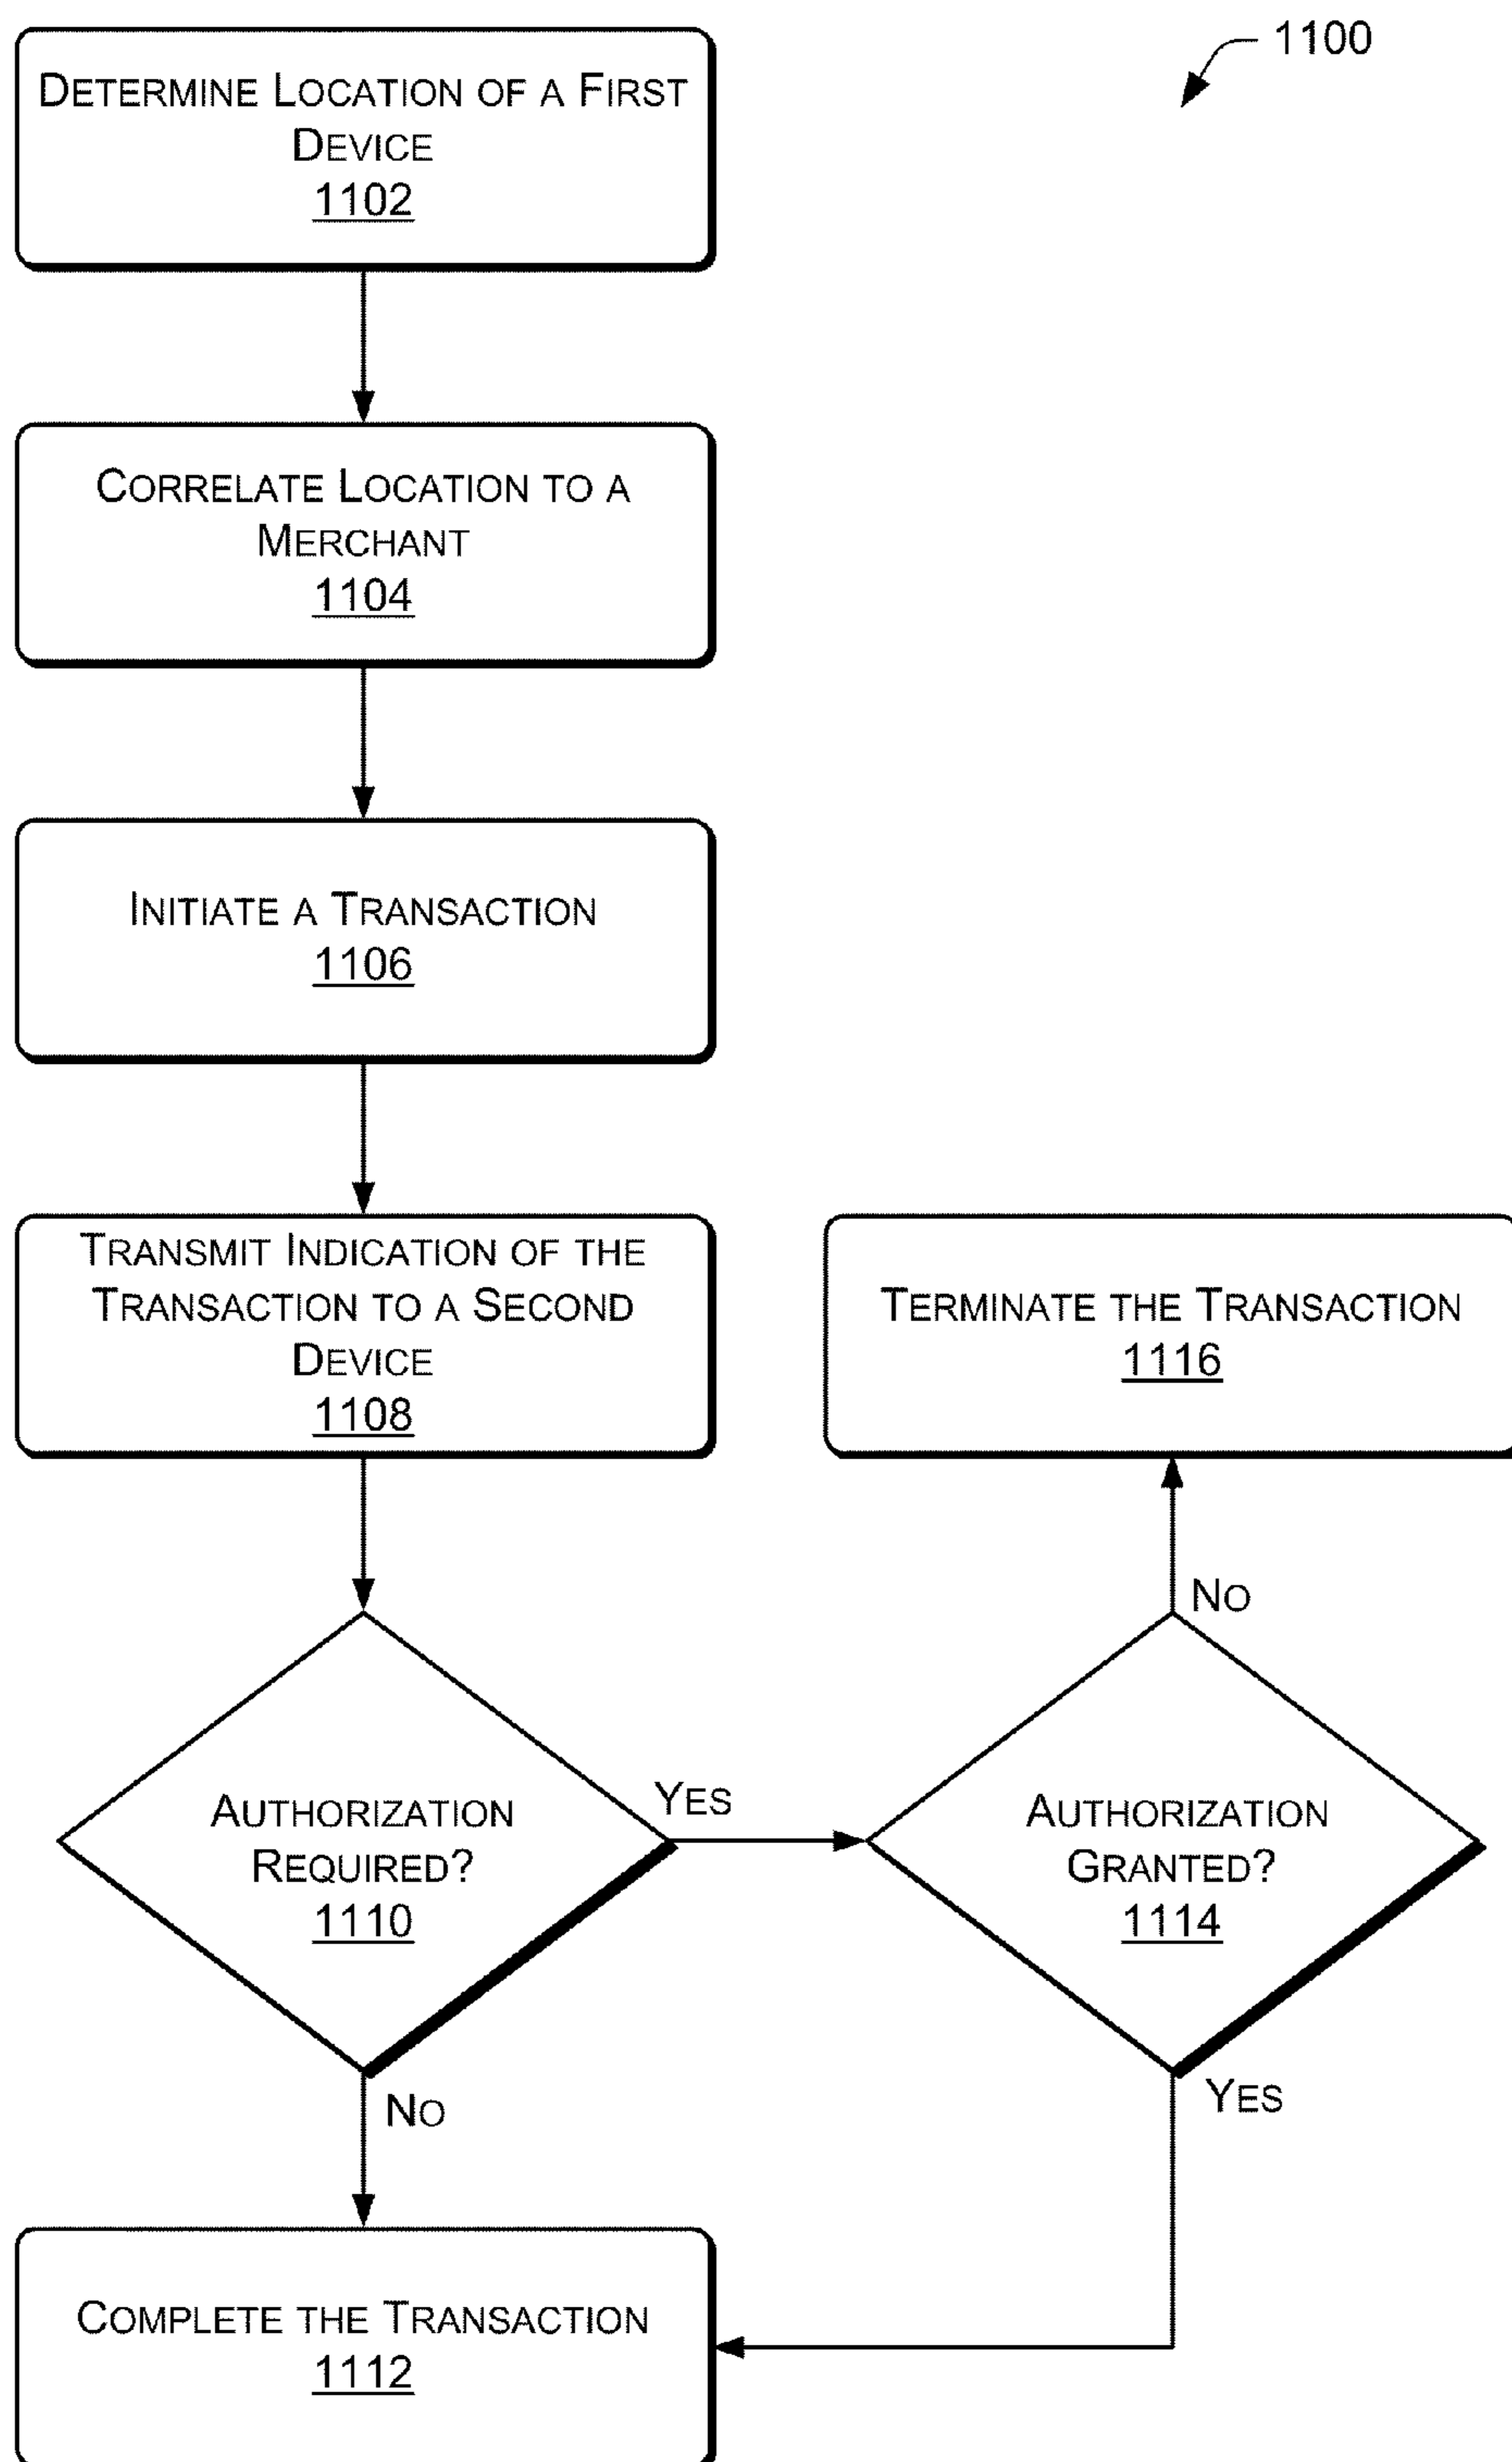 1100
DETERMINE LOCATION OF A FIRST
DEVICE
1102
CORRELATE LOCATION TO A
MERCHANT
1104
INITIATE A TRANSACTION
1106
TRANSMIT INDICATION OF THE
TRANSACTION TO A SECOND
DEVICE
1108
TERMINATE THE TRANSACTION
1116
NO
AUTHORIZATION
REQUIRED?
1110
YES
AUTHORIZATION
GRANTED?
1114
NO
YES
COMPLETE THE TRANSACTION
1112